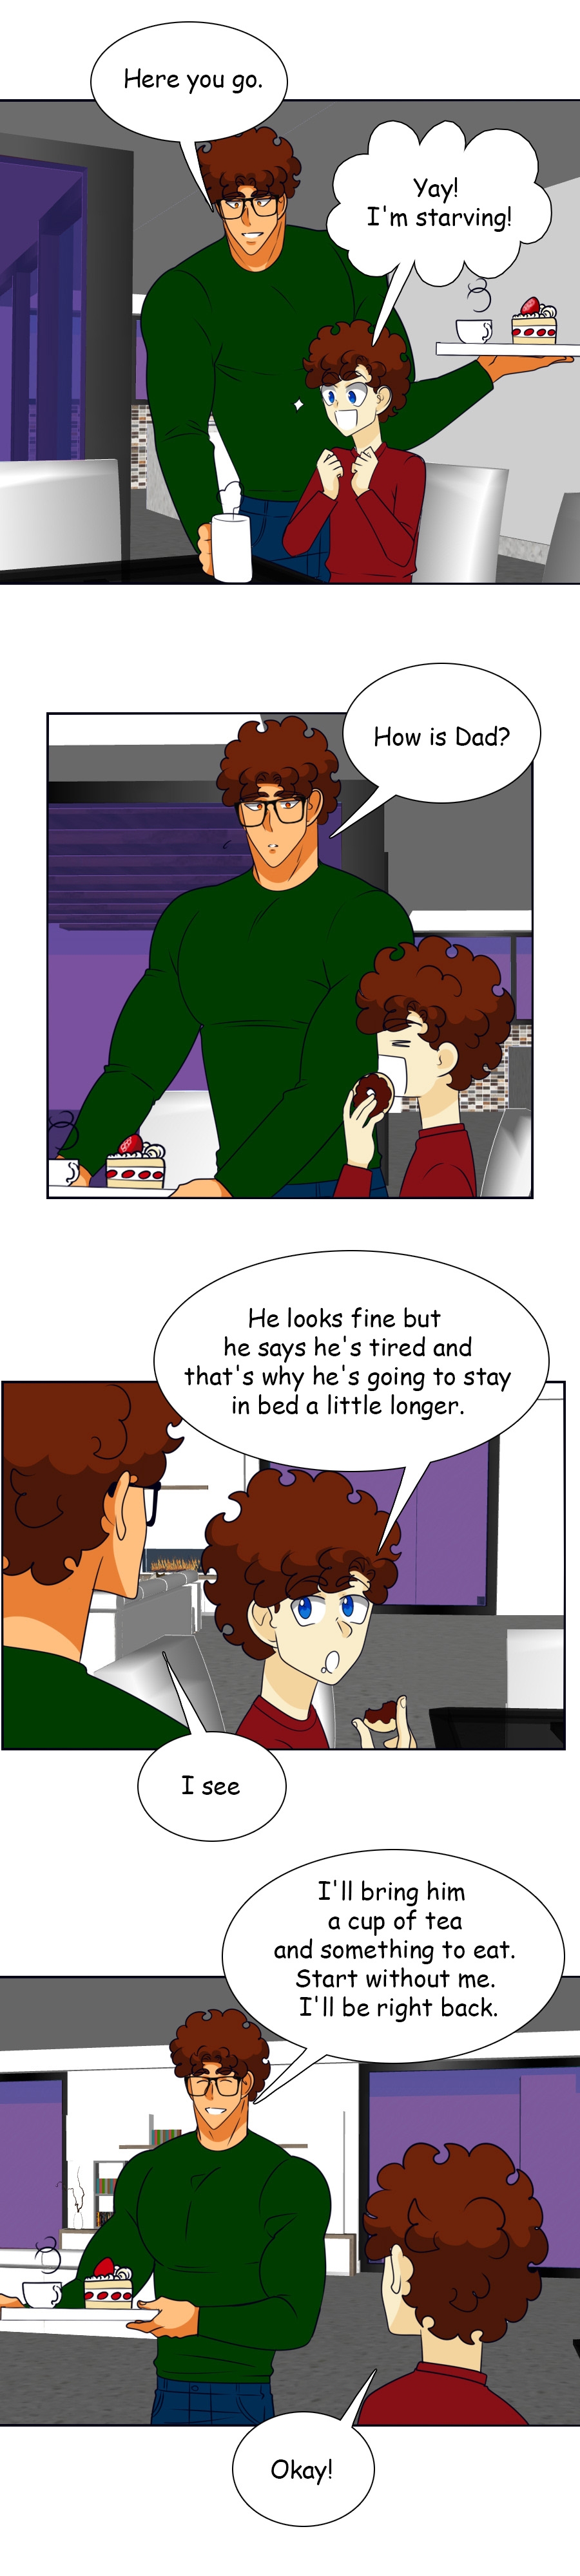 Here you go.
Yay!
I'm starving!
How is Dad?
He looks fine but
he says he's tired and
that's why he's going to stay
in bed a little longer.
I see
I'll bring him
a cup of tea
and something to eat.
Start without me.
I'll be right back.
Okay!